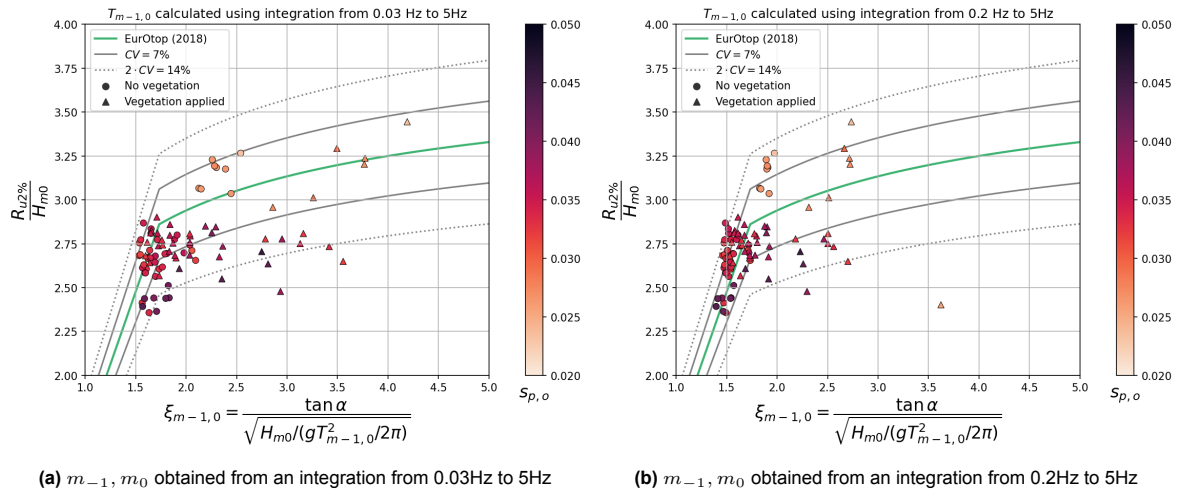 T_{m−1,0} calculated using integration from 0.03 Hz to 5Hz
4.00
3.75
3.50
3.25
3.00
2.75
2.50
2.25
2.00
R_{u2%}/H_{m0}
EurOtop (2018)
CV = 7%
2 · CV = 14%
No vegetation
Vegetation applied
1.0 1.5 2.0 2.5 3.0 3.5 4.0 4.5 5.0
ξ_{m−1,0} = tan α / √(H_{m0}/(gT²_{m−1,0}/2π))
0.050
0.045
0.040
0.035
0.030
0.025
0.020
s_{p,o}
(a) m_{−1}, m_0 obtained from an integration from 0.03Hz to 5Hz
T_{m−1,0} calculated using integration from 0.2 Hz to 5Hz
4.00
3.75
3.50
3.25
3.00
2.75
2.50
2.25
2.00
R_{u2%}/H_{m0}
EurOtop (2018)
CV = 7%
2 · CV = 14%
No vegetation
Vegetation applied
1.0 1.5 2.0 2.5 3.0 3.5 4.0 4.5 5.0
ξ_{m−1,0} = tan α / √(H_{m0}/(gT²_{m−1,0}/2π))
0.050
0.045
0.040
0.035
0.030
0.025
0.020
s_{p,o}
(b) m_{−1}, m_0 obtained from an integration from 0.2Hz to 5Hz